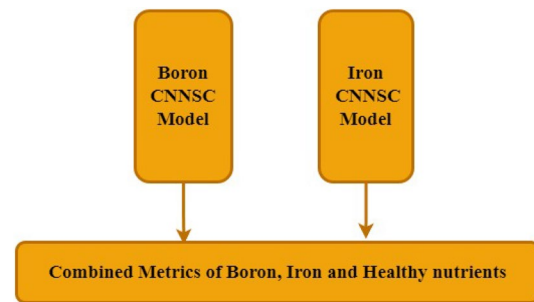 Boron
CNNSC
Model
Iron
CNNSC
Model
Combined Metrics of Boron, Iron and Healthy nutrients